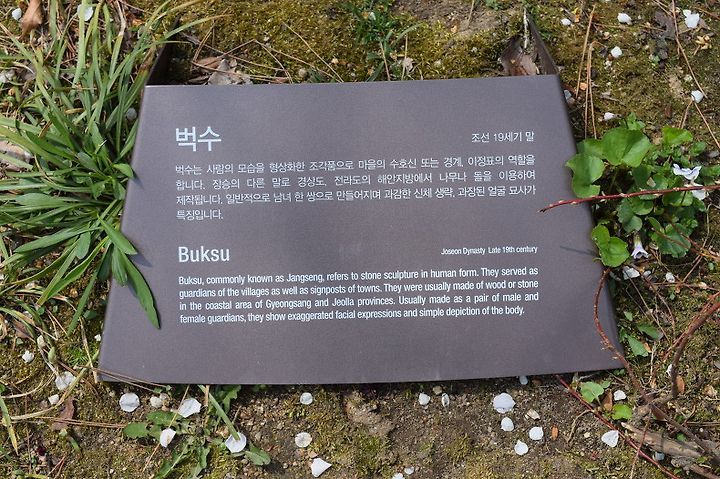 벅수
조선 19세기 말
벅수는 사람의 모습을 형상화한 조각품으로 마을의 수호신 또는 경계, 이정표의 역할을
합니다. 장승의 다른 말로 경상도, 전라도의 해안지방에서 나무나 돌을 이용하여
제작됩니다. 일반적으로 남녀 한 쌍으로 만들어지며 과감한 신체 생략, 과장된 얼굴 묘사가
특징입니다.
Buksu
Joseon Dynasty Late 19th century
Buksu, commonly known as Jangseng, refers to stone sculpture in human form. They served as
guardians of the villages as well as signposts of towns. They were usually made of wood or stone
in the coastal area of Gyeongsang and Jeolla provinces. Usually made as a pair of male and
female guardians, they show exaggerated facial expressions and simple depiction of the body.